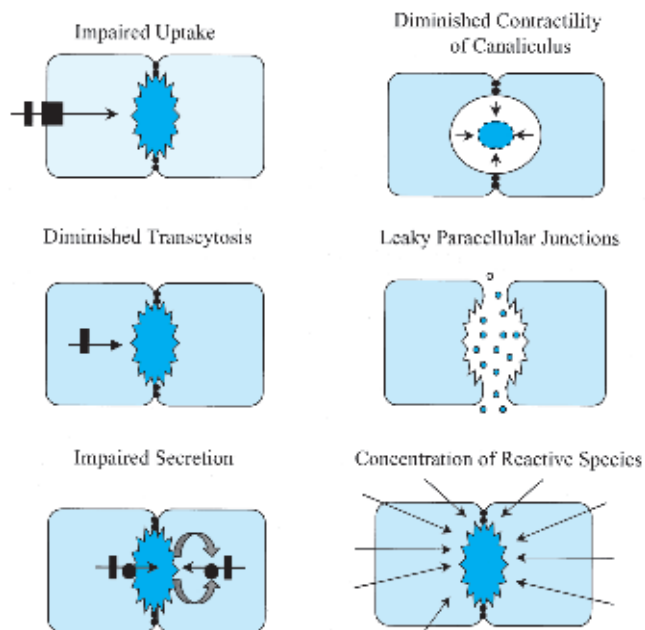 Impaired Uptake
Diminished Contractility
of Canaliculus
Diminished Transcytosis
Leaky Paracellular Junctions
Impaired Secretion
Concentration of Reactive Species